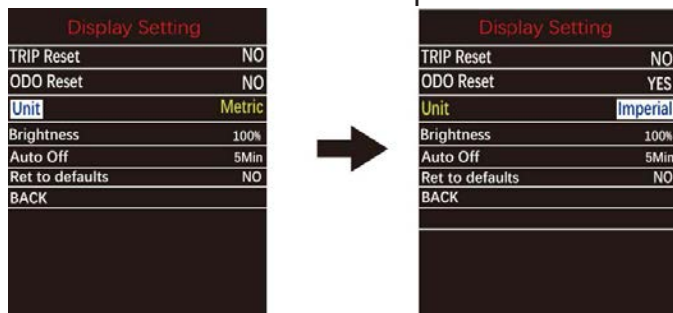 Display Setting
TRIP Reset NO
ODO Reset NO
Unit Metric
Brightness 100%
Auto Off 5Min
Ret to defaults NO
BACK
Display Setting
TRIP Reset NO
ODO Reset YES
Unit Imperial
Brightness 100%
Auto Off 5Min
Ret to defaults NO
BACK